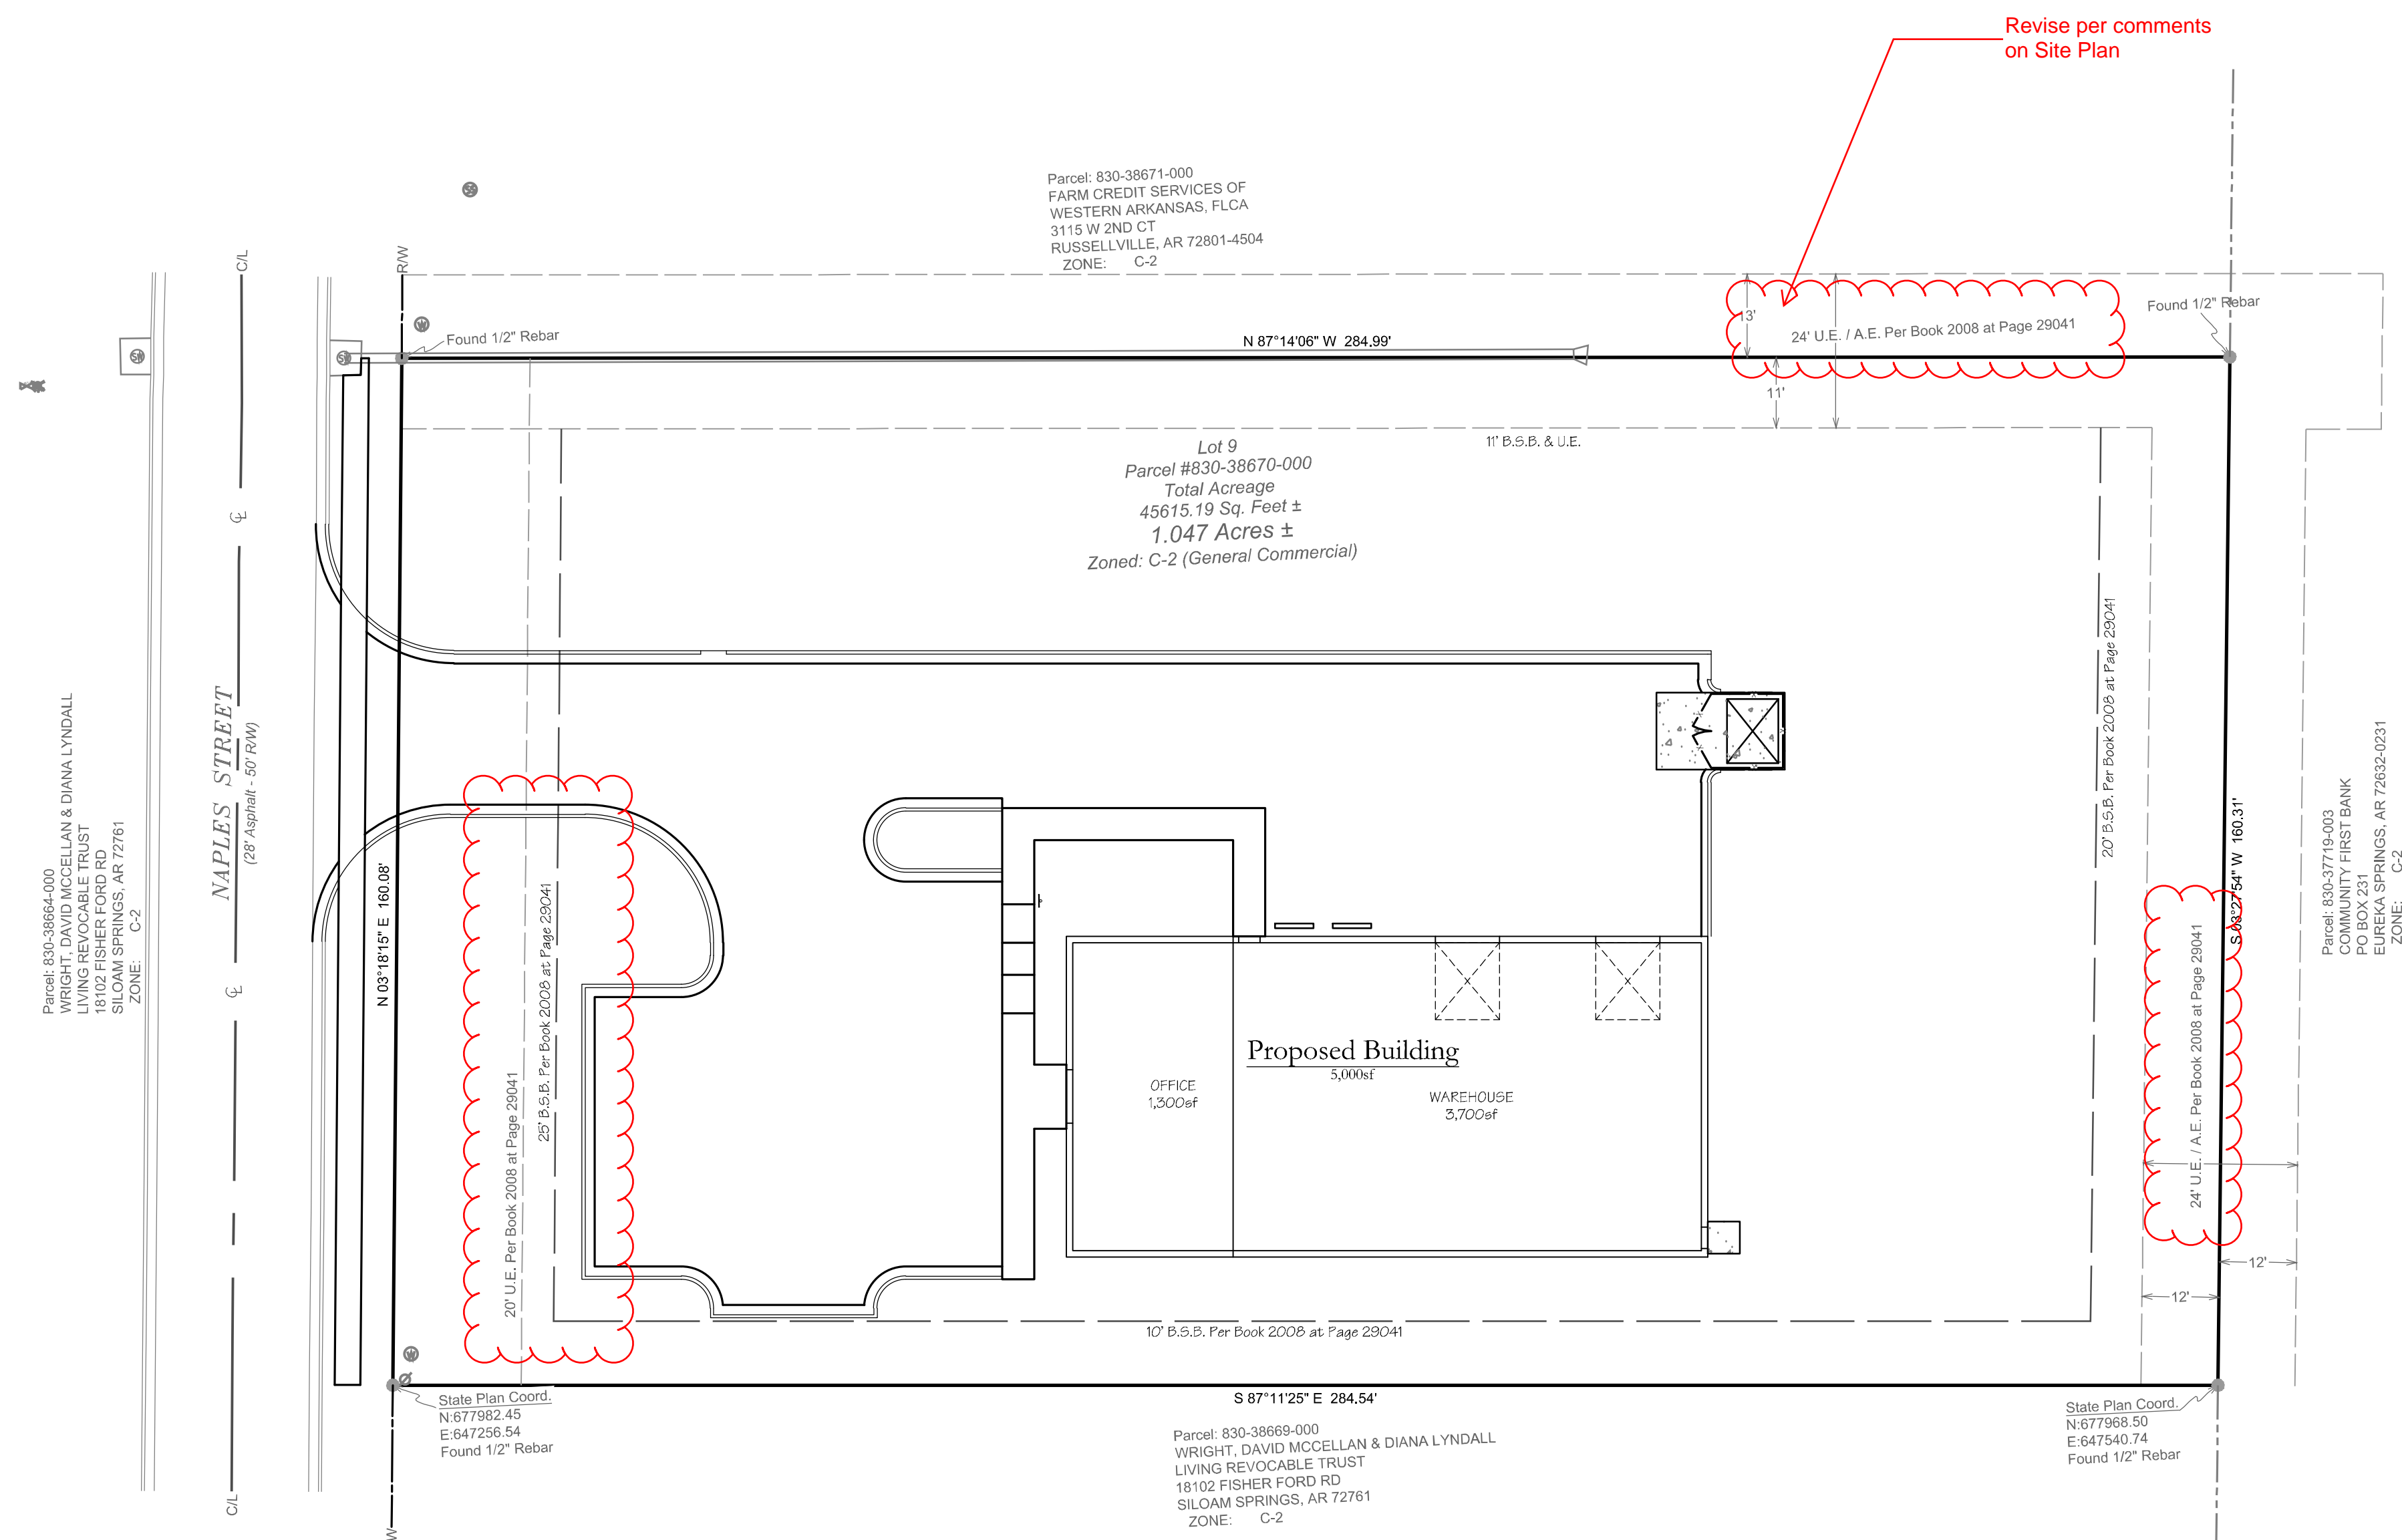 Revise per comments
on Site Plan
Parcel: 830-38671-000
FARM CREDIT SERVICES OF
WESTERN ARKANSAS, FLCA
3115 W 2ND CT
RUSSELLVILLE, AR 72801-4504
ZONE: C-2
C/L
R/W
Found 1/2" Rebar
N 87°14'06" W 284.99'
13'
24' U.E. / A.E. Per Book 2008 at Page 29041
Found 1/2" Rebar
11'
11' B.S.B. & U.E.
SW
SW
W
Lot 9
Parcel #830-38670-000
Total Acreage
45615.19 Sq. Feet ±
1.047 Acres ±
Zoned: C-2 (General Commercial)
Parcel: 830-38664-000
WRIGHT, DAVID MCCELLAN & DIANA LYNDALL
LIVING REVOCABLE TRUST
18102 FISHER FORD RD
SILOAM SPRINGS, AR 72761
ZONE: C-2
NAPLES STREET
(28' Asphalt - 50' R/W)
N 03°18'15" E 160.08'
20' U.E. Per Book 2008 at Page 29041
25' B.S.B. Per Book 2008 at Page 29041
Proposed Building
5,000sf
OFFICE
1,300sf
WAREHOUSE
3,700sf
20' B.S.B. Per Book 2008 at Page 29041
24' U.E. / A.E. Per Book 2008 at Page 29041
S 03°27'54" W 160.31'
Parcel: 830-37719-003
COMMUNITY FIRST BANK
PO BOX 231
EUREKA SPRINGS, AR 72632-0231
ZONE: C-2
12'
12'
10' B.S.B. Per Book 2008 at Page 29041
W
S 87°11'25" E 284.54'
State Plan Coord.
N:677982.45
E:647256.54
Found 1/2" Rebar
State Plan Coord.
N:677968.50
E:647540.74
Found 1/2" Rebar
Parcel: 830-38669-000
WRIGHT, DAVID MCCELLAN & DIANA LYNDALL
LIVING REVOCABLE TRUST
18102 FISHER FORD RD
SILOAM SPRINGS, AR 72761
ZONE: C-2
C/L
W